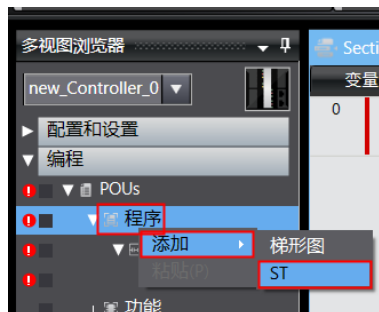 多视图浏览器
Secti
new_Controller_0
变量
0
配置和设置
编程
POUs
程序
添加
梯形图
粘贴(P)
ST
功能